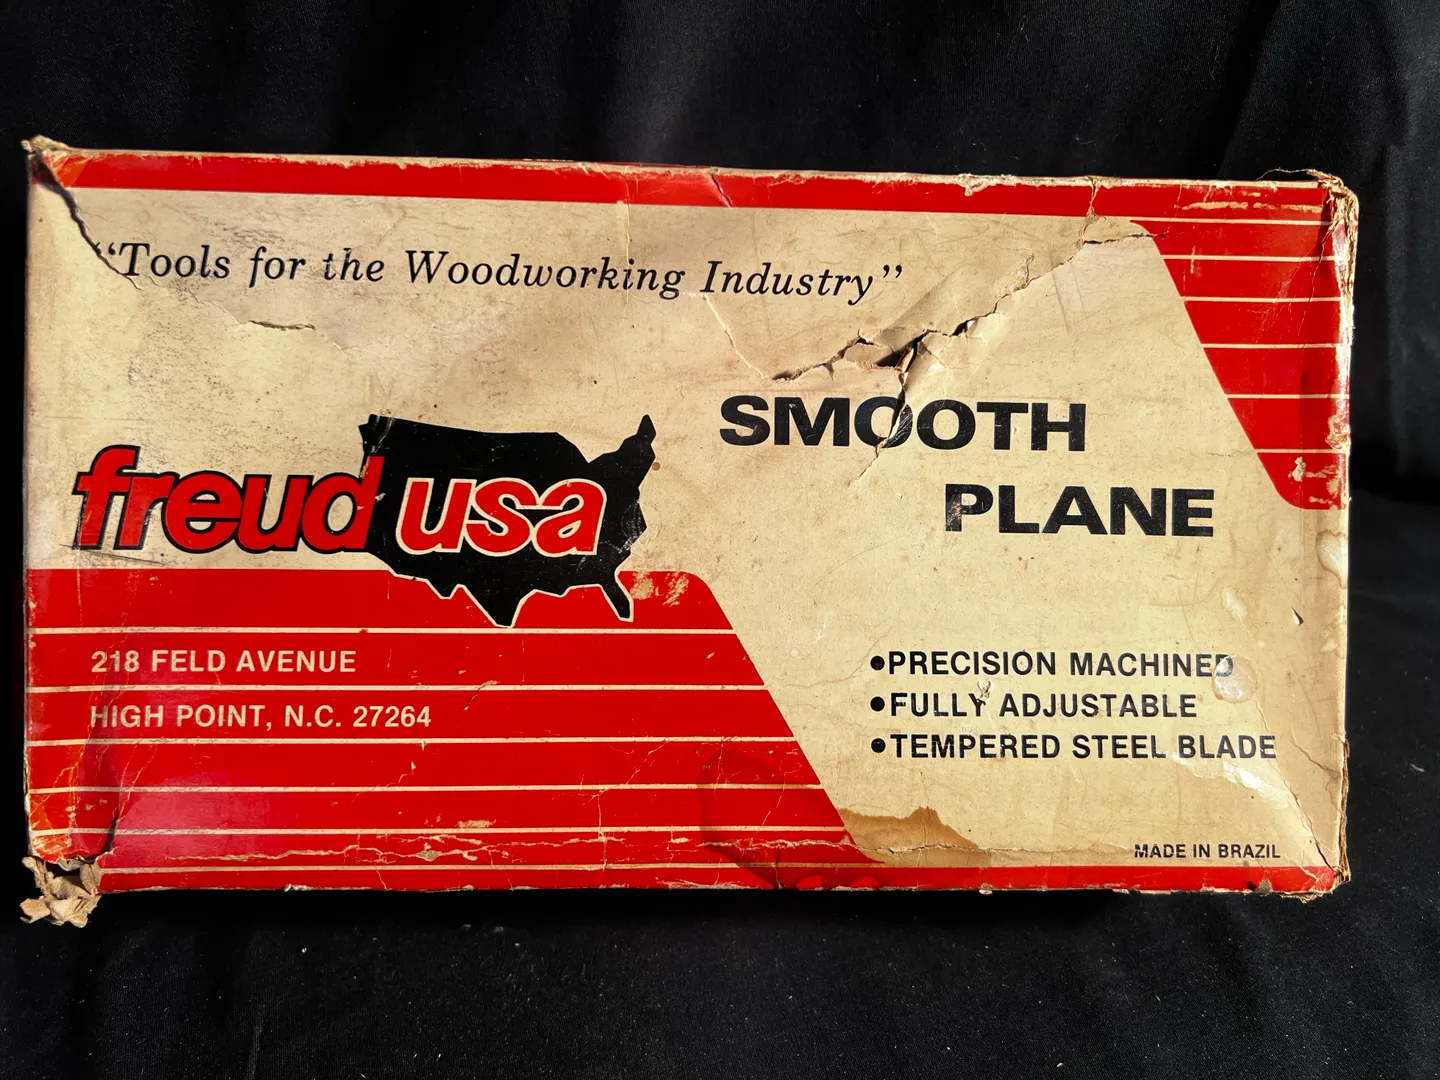 “Tools for the Woodworking Industry”
SMOOTH
PLANE
freud usa
218 FELD AVENUE
HIGH POINT, N.C. 27264
•PRECISION MACHINED
•FULLY ADJUSTABLE
•TEMPERED STEEL BLADE
MADE IN BRAZIL